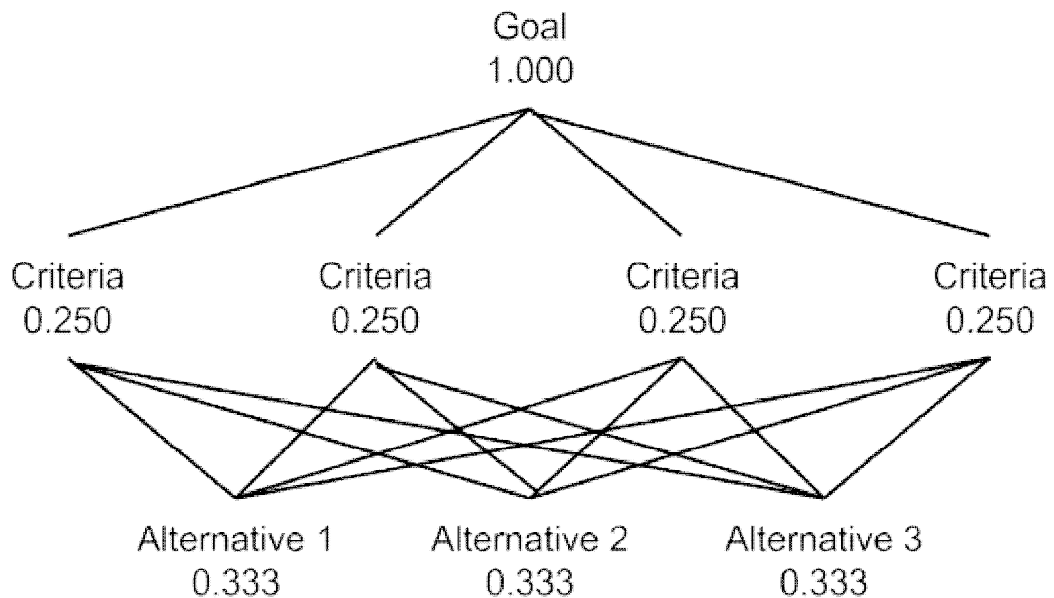 Goal
1.000
Criteria Criteria Criteria Criteria
0.250 0.250 0.250 0.250
Alternative 1 Alternative 2 Alternative 3
0.333 0.333 0.333